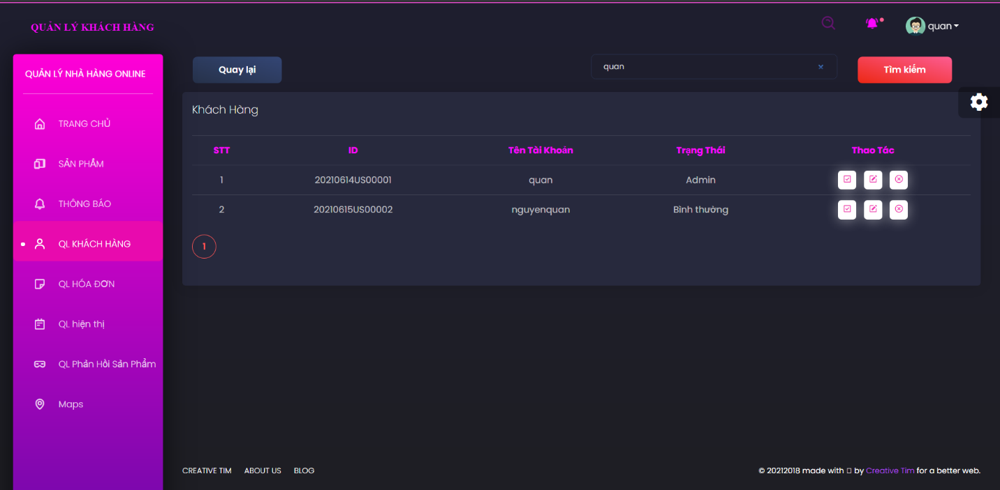 QUẢN LÝ KHÁCH HÀNG
quan
QUẢN LÝ NHÀ HÀNG ONLINE
TRANG CHỦ
SẢN PHẨM
THÔNG BÁO
QL KHÁCH HÀNG
QL HÓA ĐƠN
QL hiện thị
QL Phản Hồi Sản Phẩm
Maps
Quay lại
quan
Tìm kiếm
Khách Hàng
STT ID Tên Tài Khoản Trạng Thái Thao Tác
1 20210614US00001 quan Admin
2 20210615US00002 nguyenquan Bình thường
1
CREATIVE TIM ABOUT US BLOG
© 20212018 made with by Creative Tim for a better web.